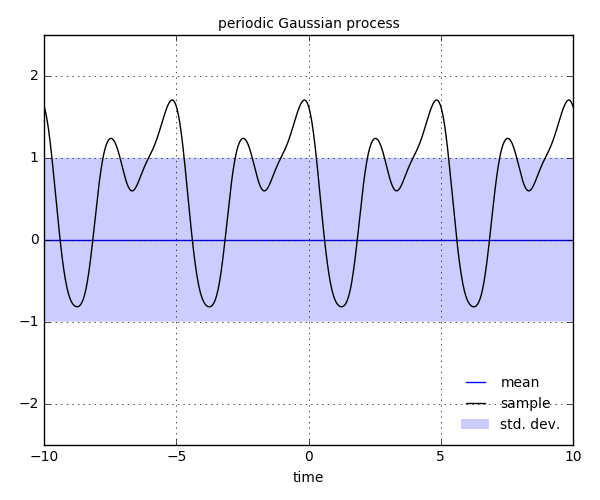 periodic Gaussian process
2
1
0
−1
−2
mean
sample
std. dev.
−10
−5
0
5
10
time